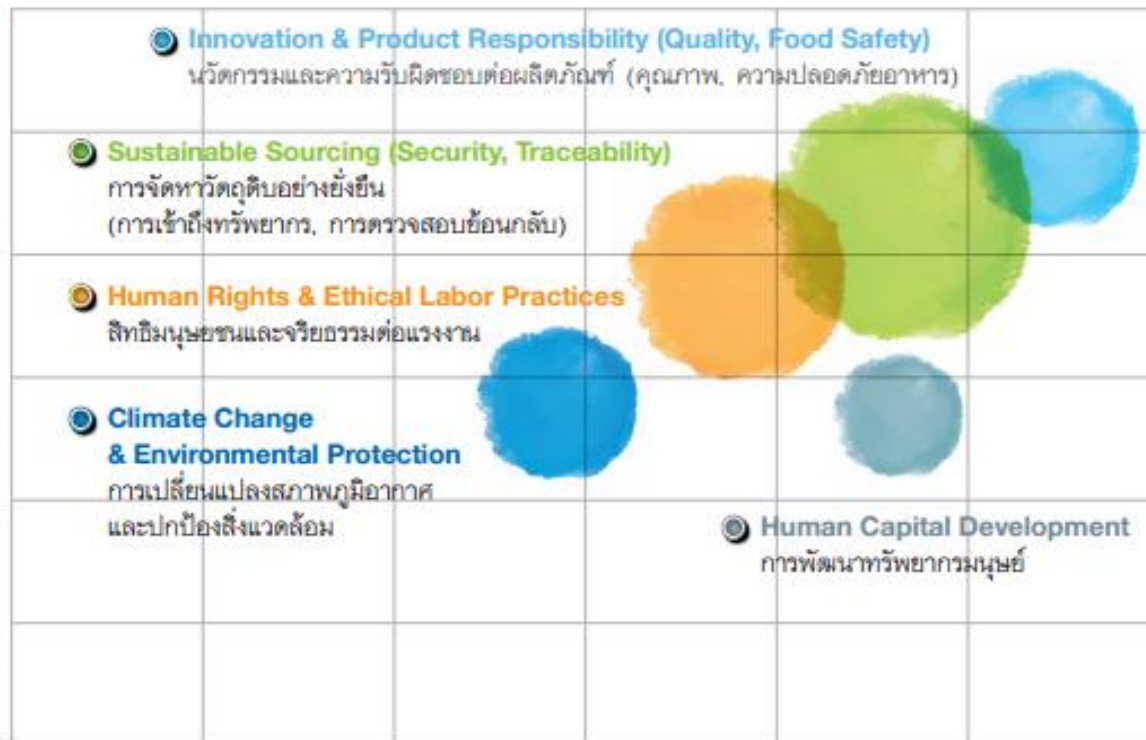 Innovation & Product Responsibility (Quality, Food Safety)
นวัตกรรมและความรับผิดชอบต่อผลิตภัณฑ์ (คุณภาพ, ความปลอดภัยอาหาร)
Sustainable Sourcing (Security, Traceability)
การจัดหาวัตถุดิบอย่างยั่งยืน
(การเข้าถึงทรัพยากร, การตรวจสอบย้อนกลับ)
Human Rights & Ethical Labor Practices
สิทธิมนุษยชนและจริยธรรมต่อแรงงาน
Climate Change
& Environmental Protection
การเปลี่ยนแปลงสภาพภูมิอากาศ
และปกป้องสิ่งแวดล้อม
Human Capital Development
การพัฒนาทรัพยากรมนุษย์